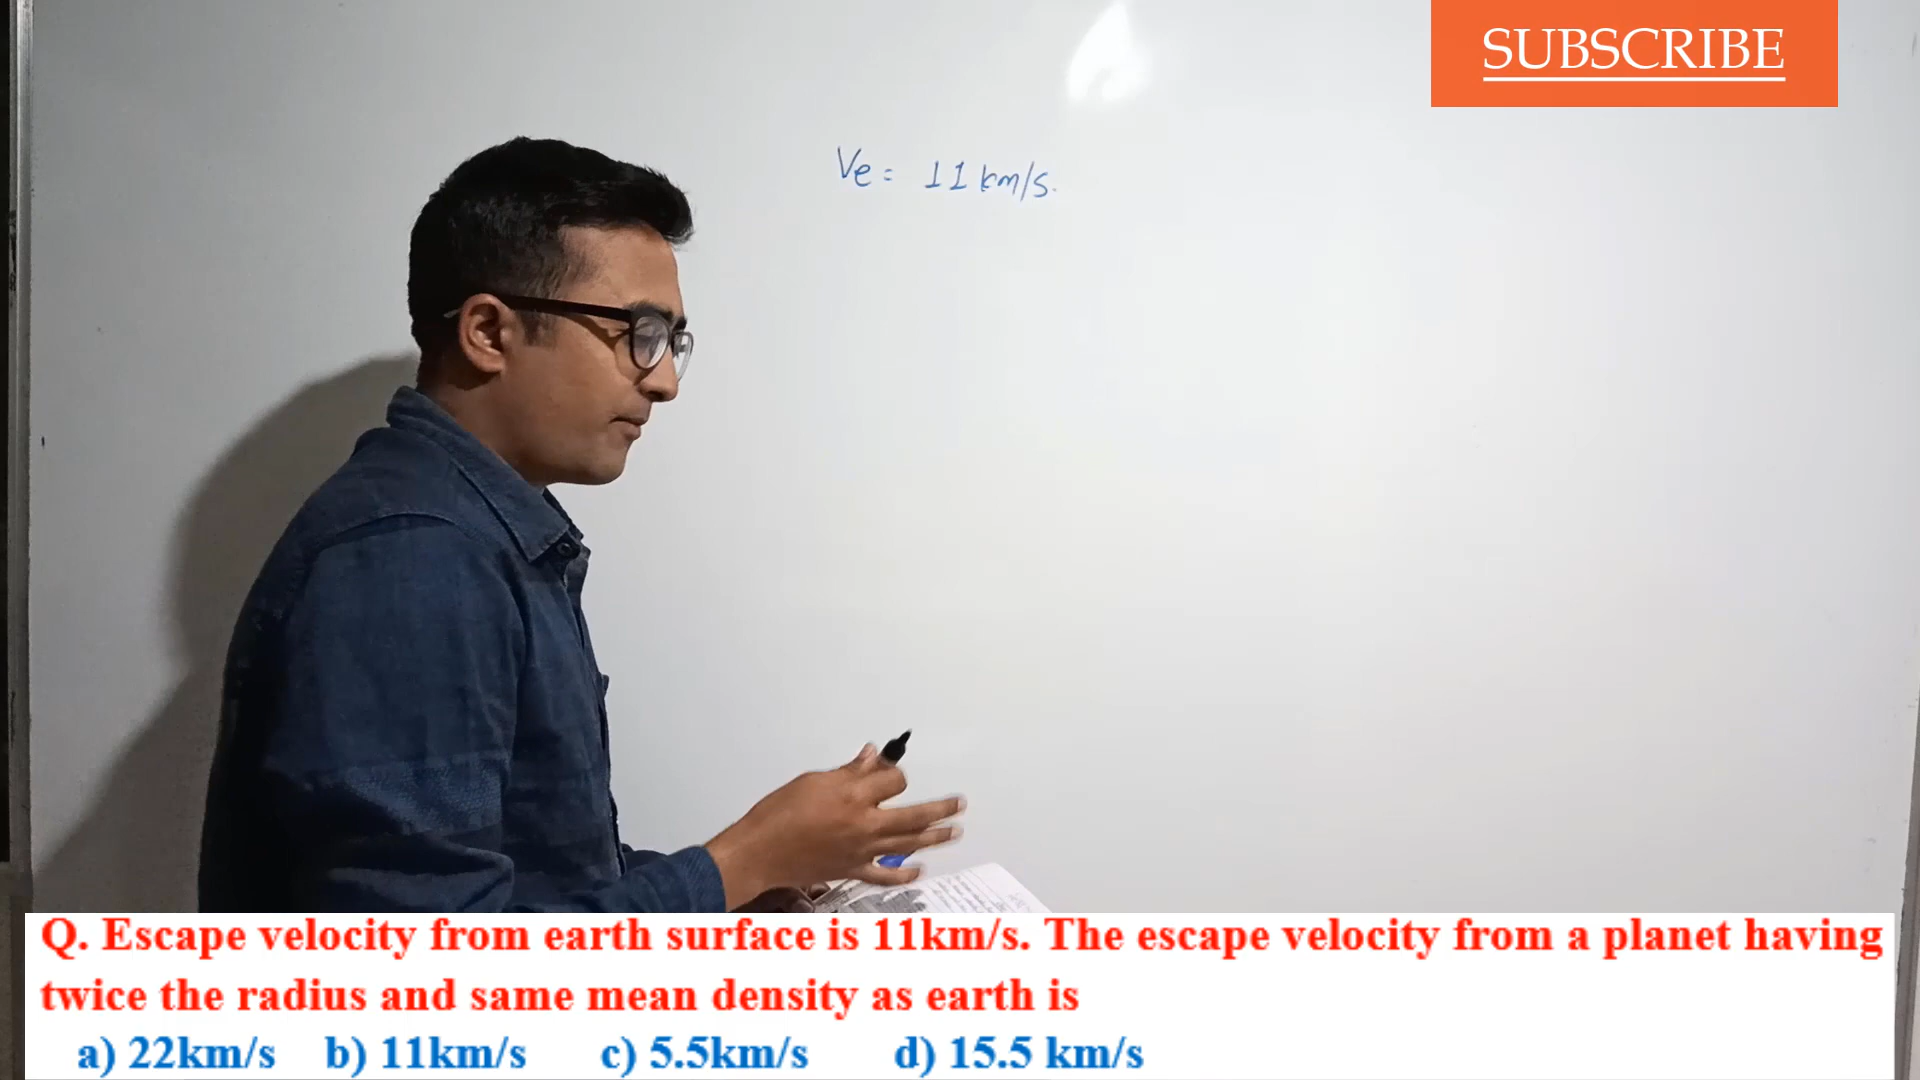 SUBSCRIBE
Ve = 11 km/s.
Q. Escape velocity from earth surface is 11km/s. The escape velocity from a planet having
twice the radius and same mean density as earth is
a) 22km/s b) 11km/s c) 5.5km/s d) 15.5 km/s